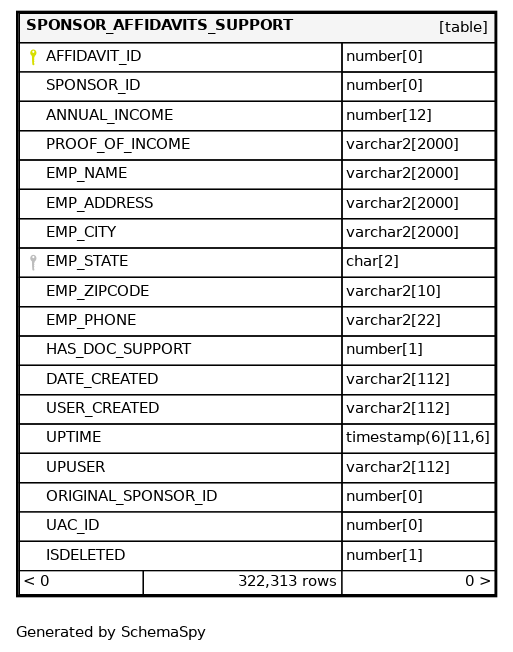 SPONSOR_AFFIDAVITS_SUPPORT [table]
AFFIDAVIT_ID number[0]
SPONSOR_ID number[0]
ANNUAL_INCOME number[12]
PROOF_OF_INCOME varchar2[2000]
EMP_NAME varchar2[2000]
EMP_ADDRESS varchar2[2000]
EMP_CITY varchar2[2000]
EMP_STATE char[2]
EMP_ZIPCODE varchar2[10]
EMP_PHONE varchar2[22]
HAS_DOC_SUPPORT number[1]
DATE_CREATED varchar2[112]
USER_CREATED varchar2[112]
UPTIME timestamp(6)[11,6]
UPUSER varchar2[112]
ORIGINAL_SPONSOR_ID number[0]
UAC_ID number[0]
ISDELETED number[1]
< 0 322,313 rows 0 >
Generated by SchemaSpy